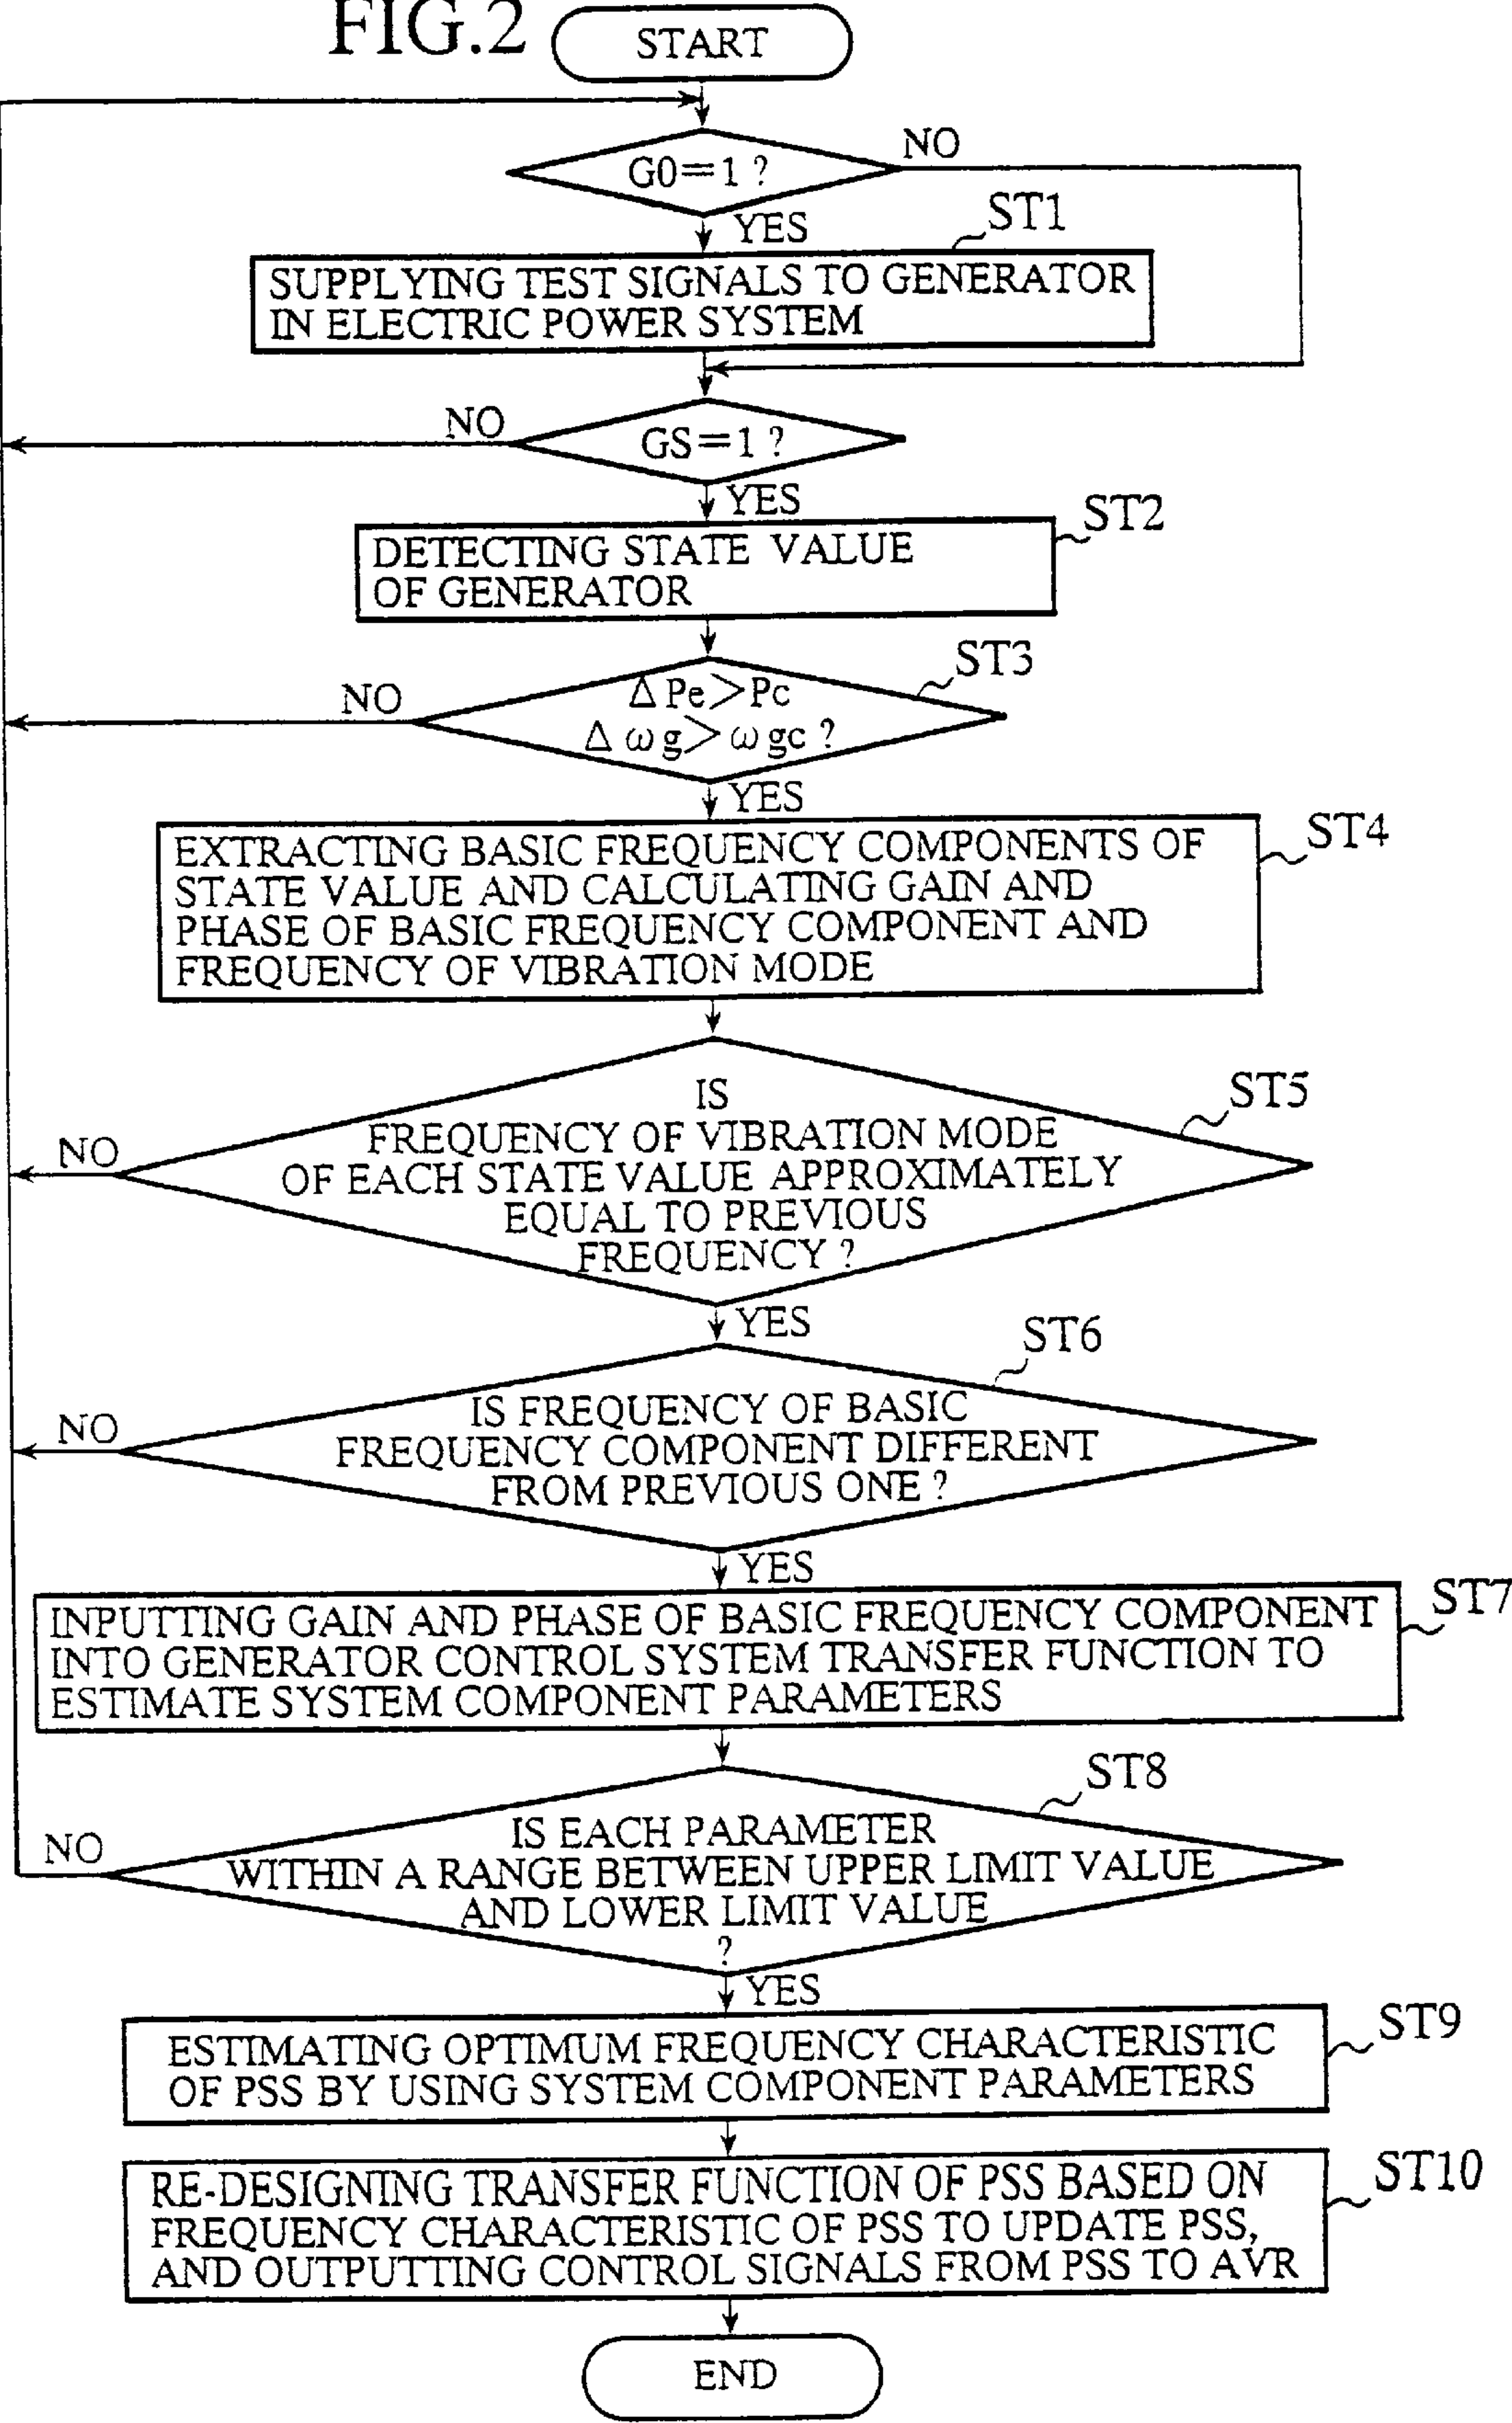 FIG.2
START
G0=1?
NO
YES
ST1
SUPPLYING TEST SIGNALS TO GENERATOR
IN ELECTRIC POWER SYSTEM
NO
GS=1?
YES
ST2
DETECTING STATE VALUE
OF GENERATOR
ST3
NO
Δ Pe>Pc
Δ ωg>ωgc?
YES
ST4
EXTRACTING BASIC FREQUENCY COMPONENTS OF
STATE VALUE AND CALCULATING GAIN AND
PHASE OF BASIC FREQUENCY COMPONENT AND
FREQUENCY OF VIBRATION MODE
ST5
NO
IS
FREQUENCY OF VIBRATION MODE
OF EACH STATE VALUE APPROXIMATELY
EQUAL TO PREVIOUS
FREQUENCY?
YES
ST6
NO
IS FREQUENCY OF BASIC
FREQUENCY COMPONENT DIFFERENT
FROM PREVIOUS ONE?
YES
ST7
INPUTTING GAIN AND PHASE OF BASIC FREQUENCY COMPONENT
INTO GENERATOR CONTROL SYSTEM TRANSFER FUNCTION TO
ESTIMATE SYSTEM COMPONENT PARAMETERS
ST8
NO
IS EACH PARAMETER
WITHIN A RANGE BETWEEN UPPER LIMIT VALUE
AND LOWER LIMIT VALUE
?
YES
ST9
ESTIMATING OPTIMUM FREQUENCY CHARACTERISTIC
OF PSS BY USING SYSTEM COMPONENT PARAMETERS
ST10
RE-DESIGNING TRANSFER FUNCTION OF PSS BASED ON
FREQUENCY CHARACTERISTIC OF PSS TO UPDATE PSS,
AND OUTPUTTING CONTROL SIGNALS FROM PSS TO AVR
END